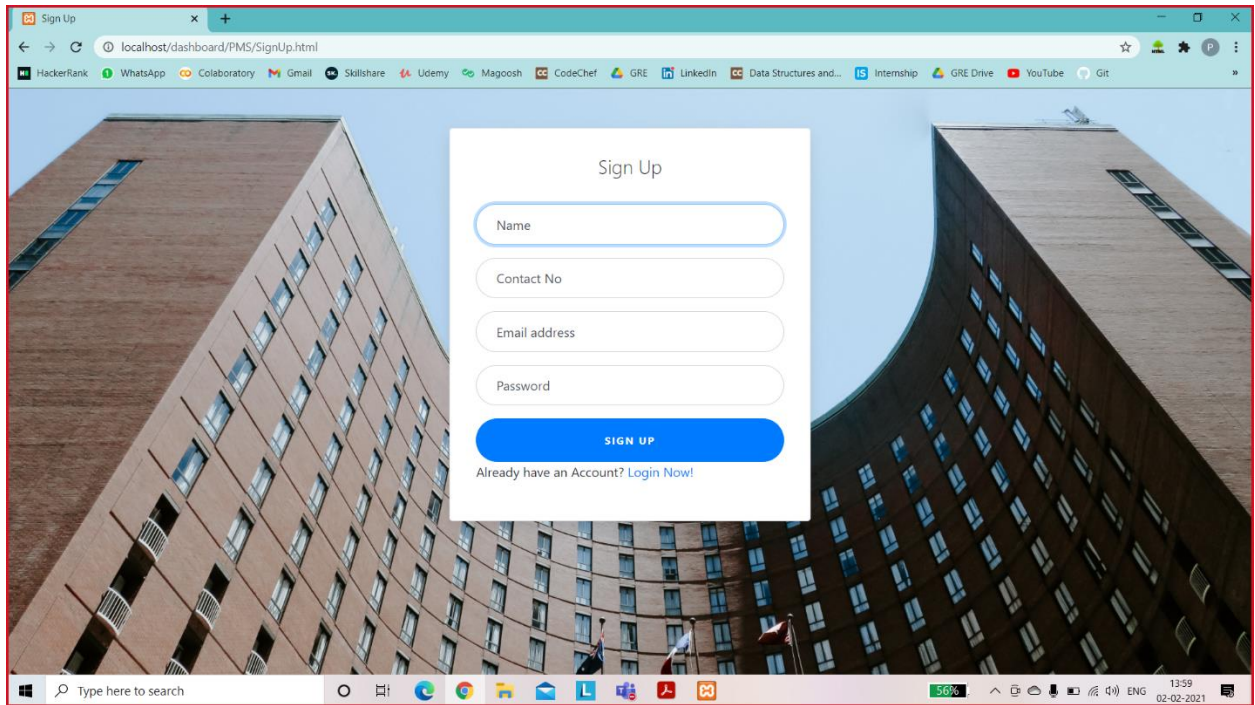 Sign Up
localhost/dashboard/PMS/SignUp.html
P
HackerRank WhatsApp Colaboratory Gmail Skillshare Udemy Magoosh CodeChef GRE LinkedIn Data Structures and... Internship GRE Drive YouTube Git »
Sign Up
Name
Contact No
Email address
Password
SIGN UP
Already have an Account? Login Now!
Type here to search
56% ENG 13:59
02-02-2021